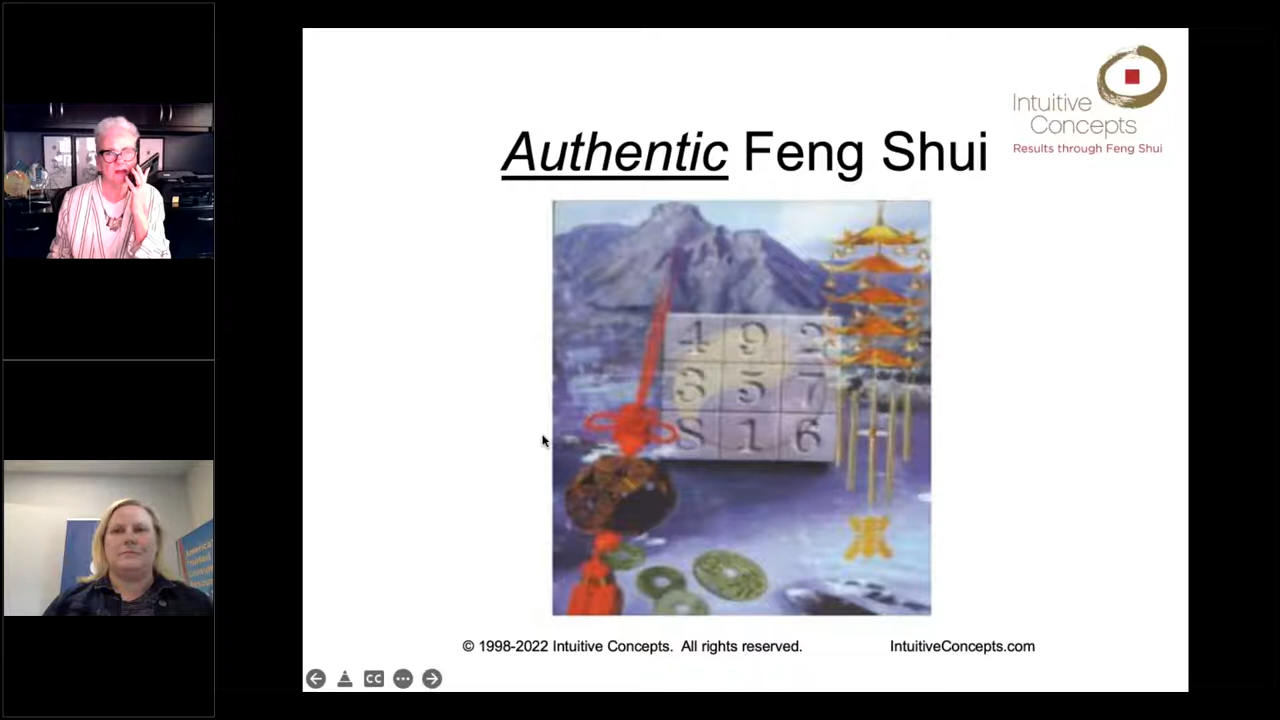 Intuitive
Concepts
Results through Feng Shui
Authentic Feng Shui
4 9 2
3 5 7
8 1 6
© 1998-2022 Intuitive Concepts. All rights reserved.
IntuitiveConcepts.com
CC
America's